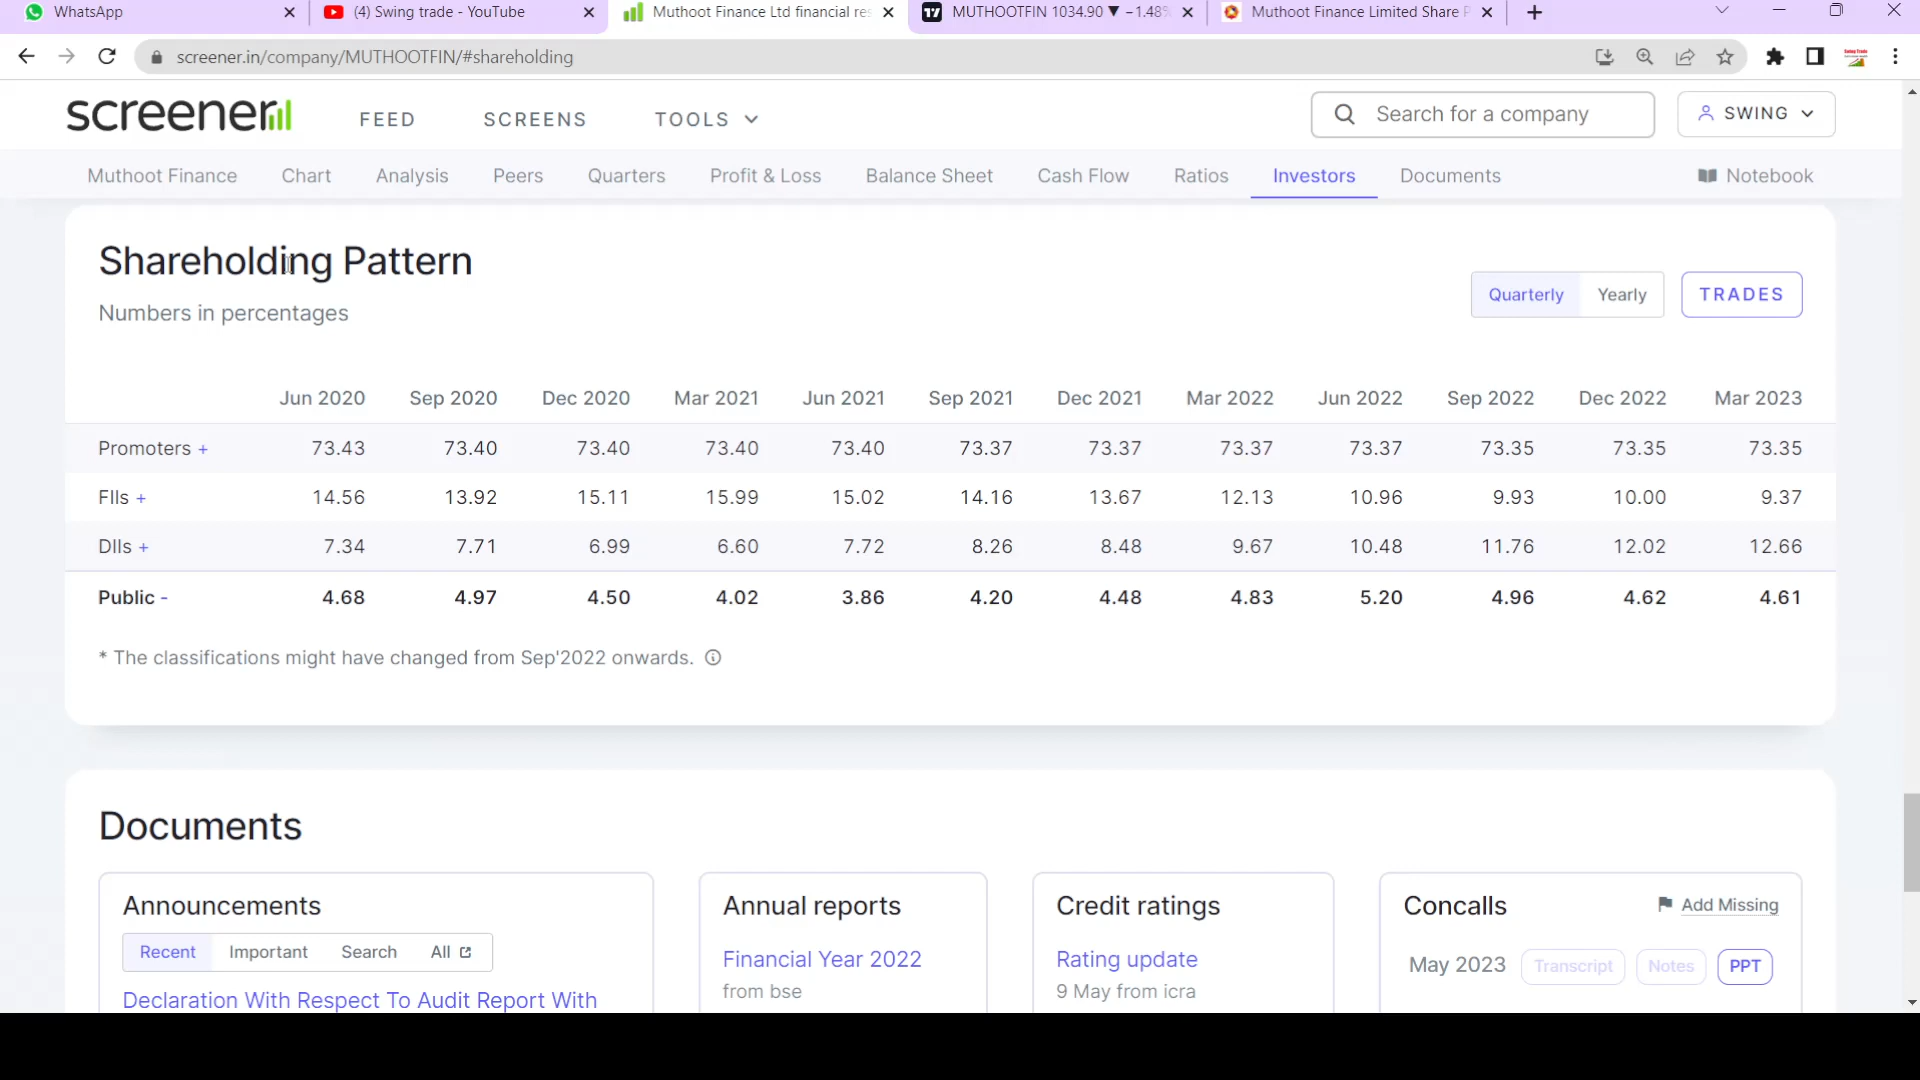 WhatsApp
(4) Swing trade - YouTube
Muthoot Finance Ltd financial res
MUTHOOTFIN 1034.90 ▼ −1.48%
Muthoot Finance Limited Share P
screener.in/company/MUTHOOTFIN/#shareholding
screener
FEED
SCREENS
TOOLS
Search for a company
SWING
Muthoot Finance
Chart
Analysis
Peers
Quarters
Profit & Loss
Balance Sheet
Cash Flow
Ratios
Investors
Documents
Notebook
Shareholding Pattern
Numbers in percentages
Quarterly
Yearly
TRADES
Jun 2020 Sep 2020 Dec 2020 Mar 2021 Jun 2021 Sep 2021 Dec 2021 Mar 2022 Jun 2022 Sep 2022 Dec 2022 Mar 2023
Promoters + 73.43 73.40 73.40 73.40 73.40 73.37 73.37 73.37 73.37 73.35 73.35 73.35
FIIs + 14.56 13.92 15.11 15.99 15.02 14.16 13.67 12.13 10.96 9.93 10.00 9.37
DIIs + 7.34 7.71 6.99 6.60 7.72 8.26 8.48 9.67 10.48 11.76 12.02 12.66
Public - 4.68 4.97 4.50 4.02 3.86 4.20 4.48 4.83 5.20 4.96 4.62 4.61
* The classifications might have changed from Sep'2022 onwards.
Documents
Announcements
Recent
Important
Search
All
Declaration With Respect To Audit Report With
Annual reports
Financial Year 2022
from bse
Credit ratings
Rating update
9 May from icra
Concalls
Add Missing
May 2023
Transcript
Notes
PPT